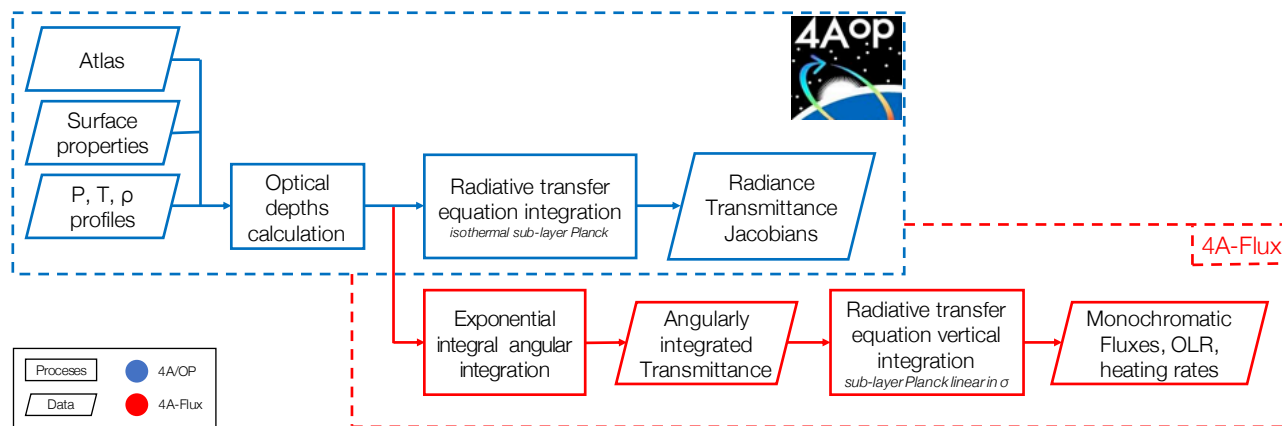 4Aop
Atlas
Surface
properties
P, T, ρ
profiles
Optical
depths
calculation
Radiative transfer
equation integration
isothermal sub-layer Planck
Radiance
Transmittance
Jacobians
4A-Flux
Exponential
integral angular
integration
Angularly
integrated
Transmittance
Radiative transfer
equation vertical
integration
sub-layer Planck linear in σ
Monochromatic
Fluxes, OLR,
heating rates
Proceses
4A/OP
Data
4A-Flux